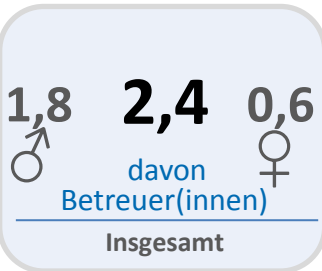 1,8 2,4 0,6
♂ ♀
davon
Betreuer(innen)
Insgesamt